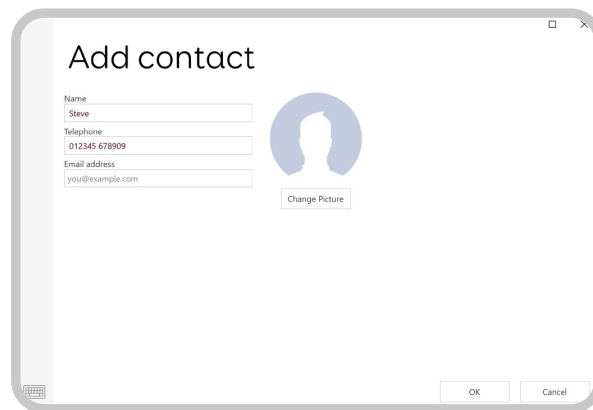 Add contact
Name
Steve
Telephone
012345 678909
Email address
you@example.com
Change Picture
OK
Cancel